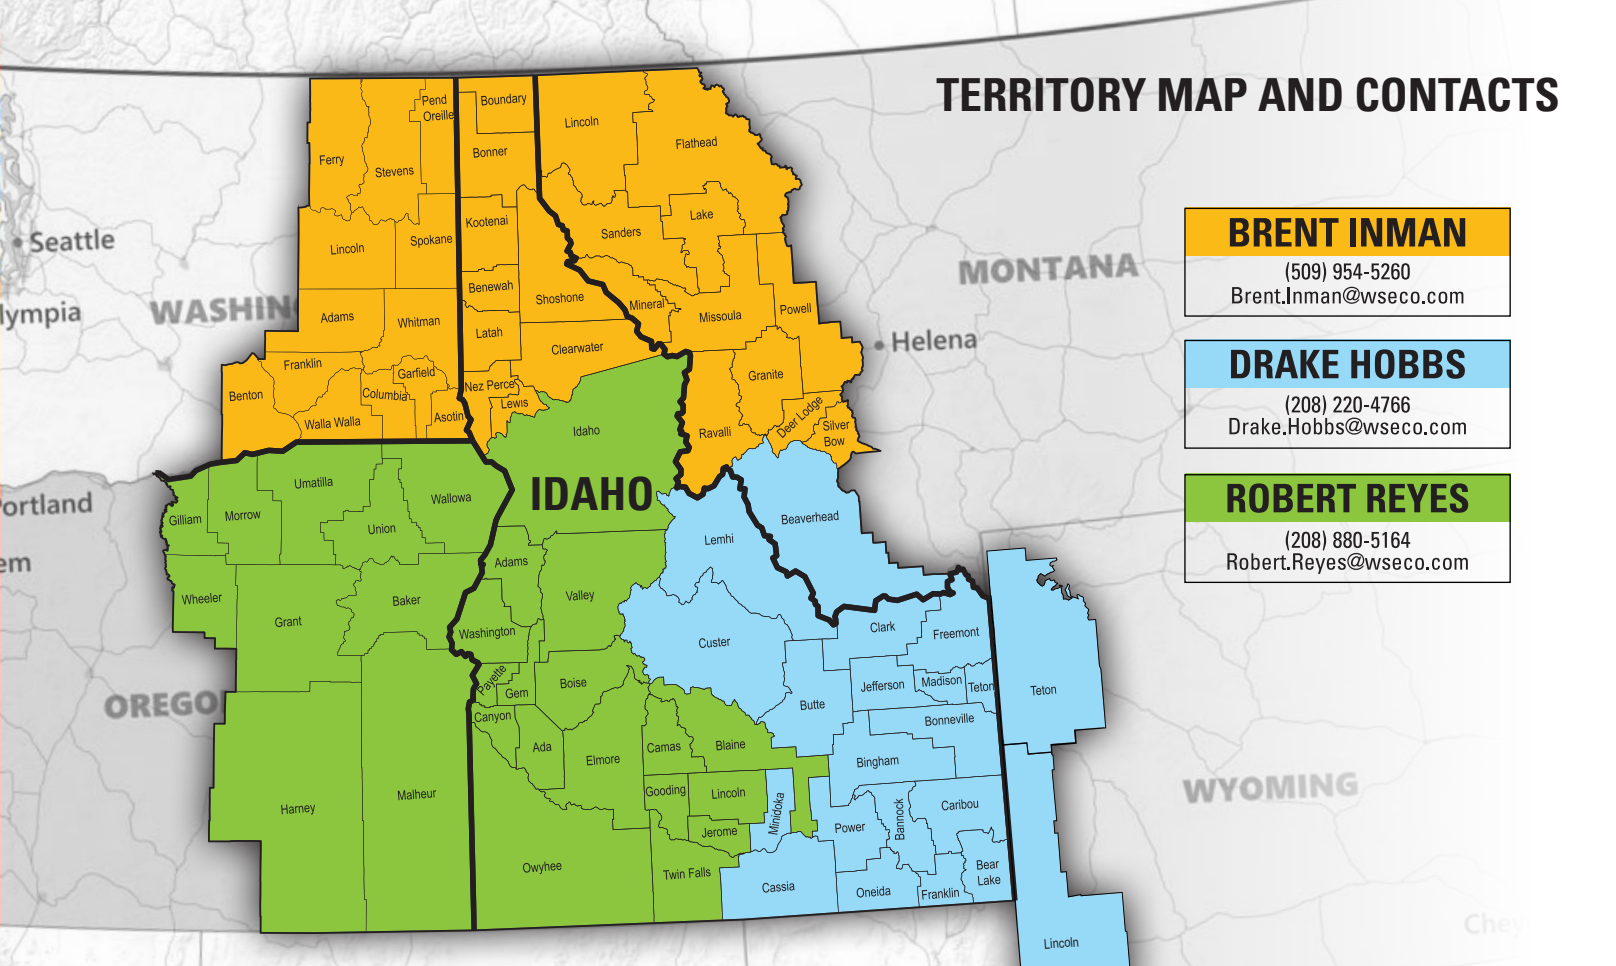 TERRITORY MAP AND CONTACTS
BRENT INMAN
(509) 954-5260
Brent.Inman@wseco.com
DRAKE HOBBS
(208) 220-4766
Drake.Hobbs@wseco.com
ROBERT REYES
(208) 880-5164
Robert.Reyes@wseco.com
Seattle
lympia
WASHIN
ortland
em
OREGO
MONTANA
Helena
WYOMING
Chey
IDAHO
Pend
Oreille
Boundary
Lincoln
Flathead
Ferry
Stevens
Bonner
Lake
Kootenai
Sanders
Lincoln
Spokane
Benewah
Shoshone
Mineral
Missoula
Powell
Adams
Whitman
Latah
Clearwater
Franklin
Garfield
Granite
Benton
Columbia
Nez Perce
Lewis
Walla Walla
Asotin
Ravalli
Deer Lodge
Silver
Bow
Idaho
Umatilla
Wallowa
Gilliam
Morrow
Union
Beaverhead
Lemhi
Adams
Wheeler
Baker
Valley
Grant
Washington
Custer
Clark
Freemont
Payette
Gem
Boise
Jefferson
Madison
Teton
Teton
Canyon
Butte
Bonneville
Ada
Camas
Blaine
Elmore
Bingham
Malheur
Gooding
Lincoln
Minidoka
Harney
Jerome
Power
Bannock
Caribou
Owyhee
Twin Falls
Cassia
Oneida
Franklin
Bear
Lake
Lincoln